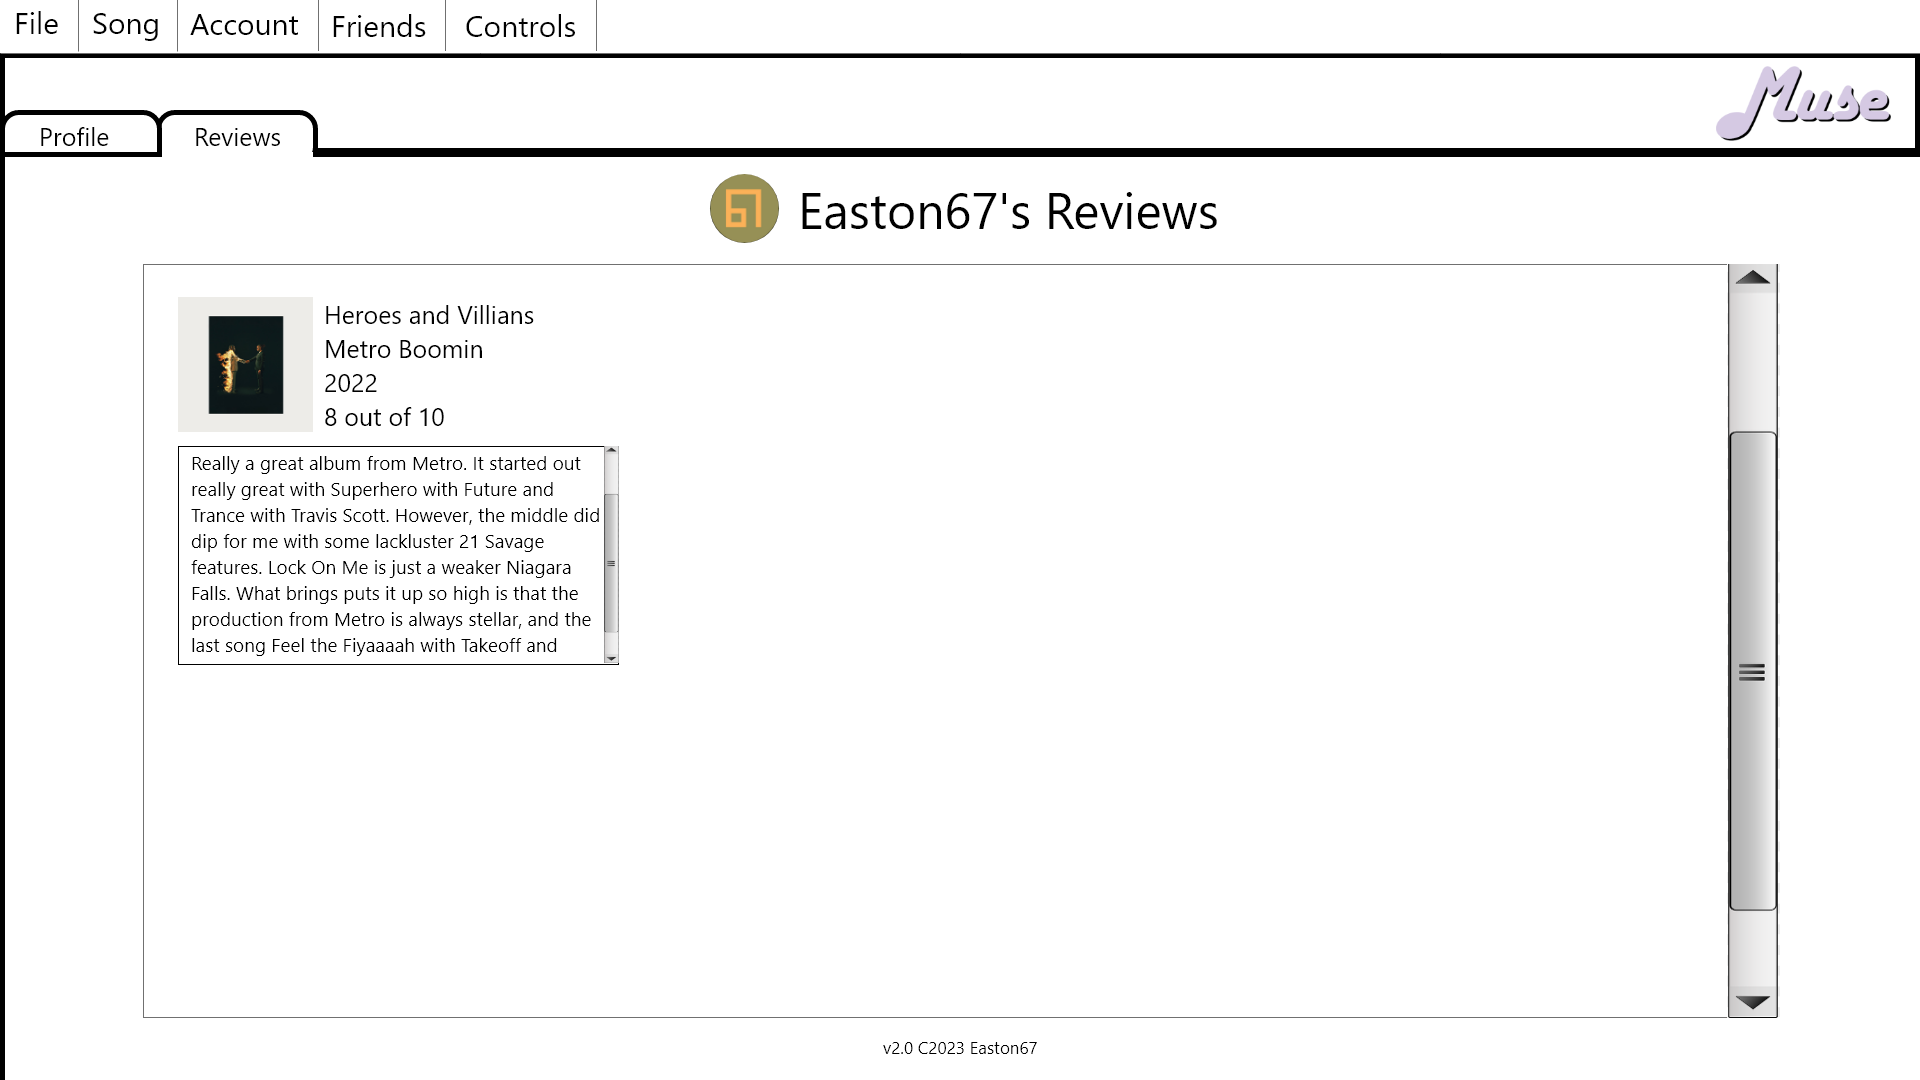 File
Song
Account
Friends
Controls
Muse
Profile
Reviews
67
Easton67's Reviews
Heroes and Villians
Metro Boomin
2022
8 out of 10
Really a great album from Metro. It started out
really great with Superhero with Future and
Trance with Travis Scott. However, the middle did
dip for me with some lackluster 21 Savage
features. Lock On Me is just a weaker Niagara
Falls. What brings puts it up so high is that the
production from Metro is always stellar, and the
last song Feel the Fiyaaaah with Takeoff and
v2.0 C2023 Easton67